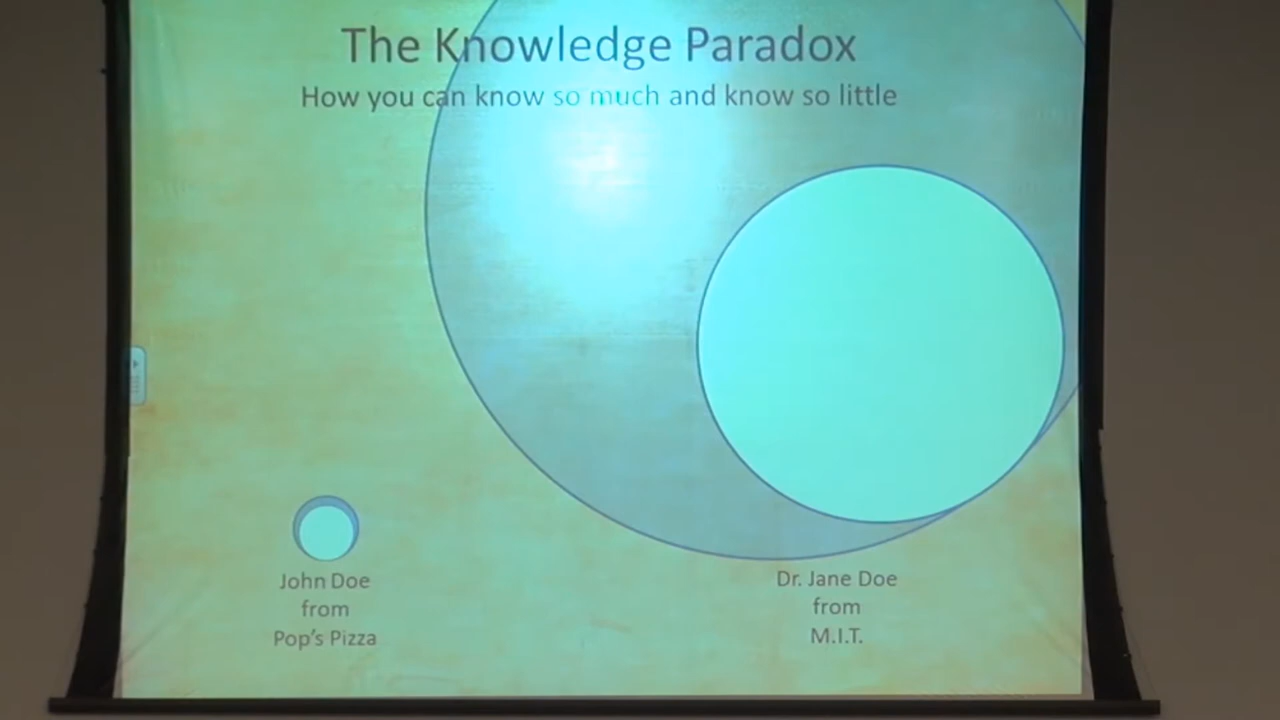 The Knowledge Paradox
How you can know so much and know so little
John Doe
from
Pop's Pizza
Dr. Jane Doe
from
M.I.T.